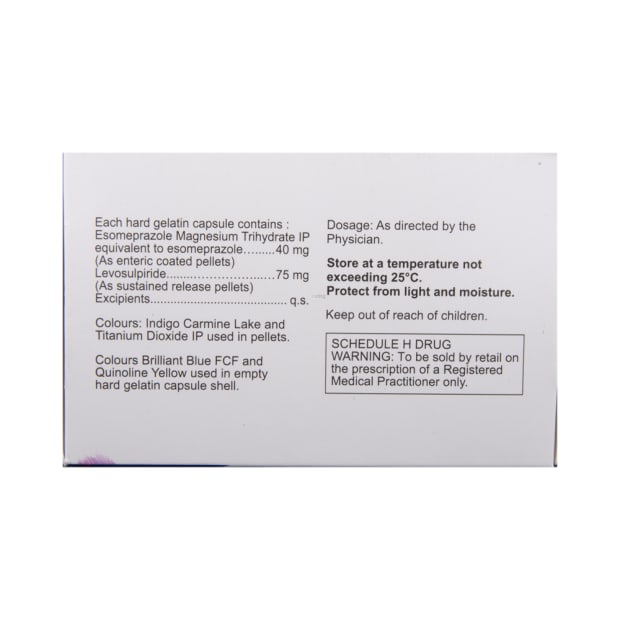 Each hard gelatin capsule contains :
Esomeprazole Magnesium Trihydrate IP
equivalent to esomeprazole.........40 mg
(As enteric coated pellets)
Levosulpiride................................75 mg
(As sustained release pellets)
Excipients........................................ q.s.
Colours: Indigo Carmine Lake and
Titanium Dioxide IP used in pellets.
Colours Brilliant Blue FCF and
Quinoline Yellow used in empty
hard gelatin capsule shell.
Dosage: As directed by the
Physician.
Store at a temperature not
exceeding 25°C.
Protect from light and moisture.
Keep out of reach of children.
SCHEDULE H DRUG
WARNING: To be sold by retail on
the prescription of a Registered
Medical Practitioner only.